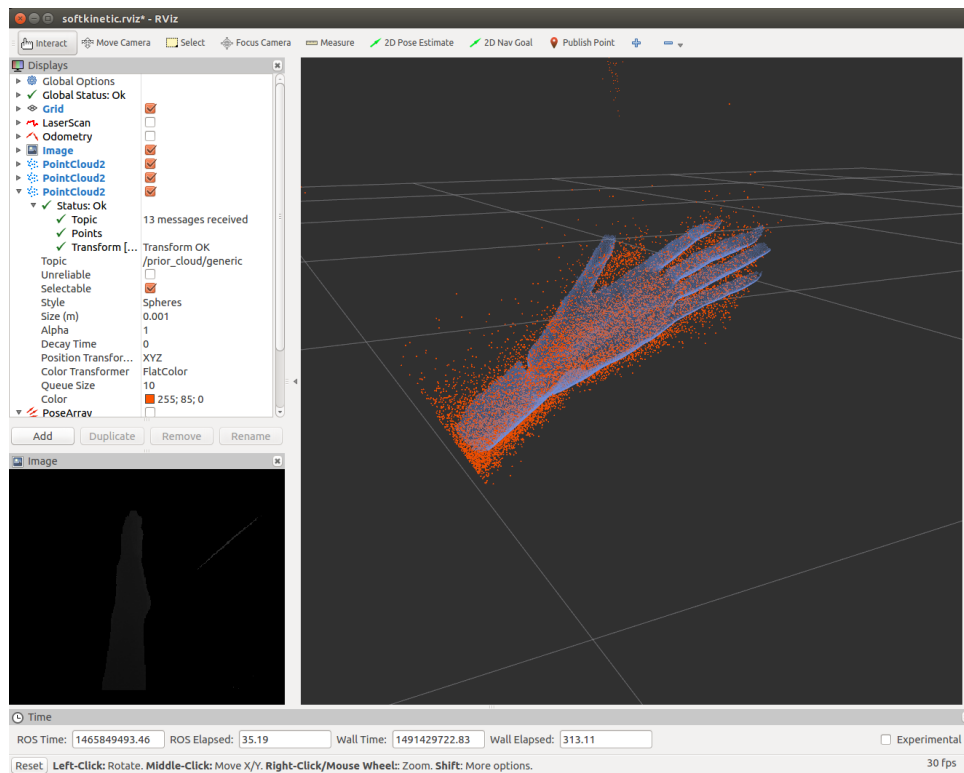 softkinetic.rviz* - RViz
Interact Move Camera Select Focus Camera Measure 2D Pose Estimate 2D Nav Goal Publish Point
Displays
Global Options
Global Status: Ok
Grid
LaserScan
Odometry
Image
PointCloud2
PointCloud2
PointCloud2
Status: Ok
Topic 13 messages received
Points
Transform [... Transform OK
Topic /prior_cloud/generic
Unreliable
Selectable
Style Spheres
Size (m) 0.001
Alpha 1
Decay Time 0
Position Transfor... XYZ
Color Transformer FlatColor
Queue Size 10
Color 255; 85; 0
PoseArray
Add Duplicate Remove Rename
Image
Time
ROS Time: 1465849493.46 ROS Elapsed: 35.19 Wall Time: 1491429722.83 Wall Elapsed: 313.11 Experimental
Reset Left-Click: Rotate. Middle-Click: Move X/Y. Right-Click/Mouse Wheel:: Zoom. Shift: More options. 30 fps